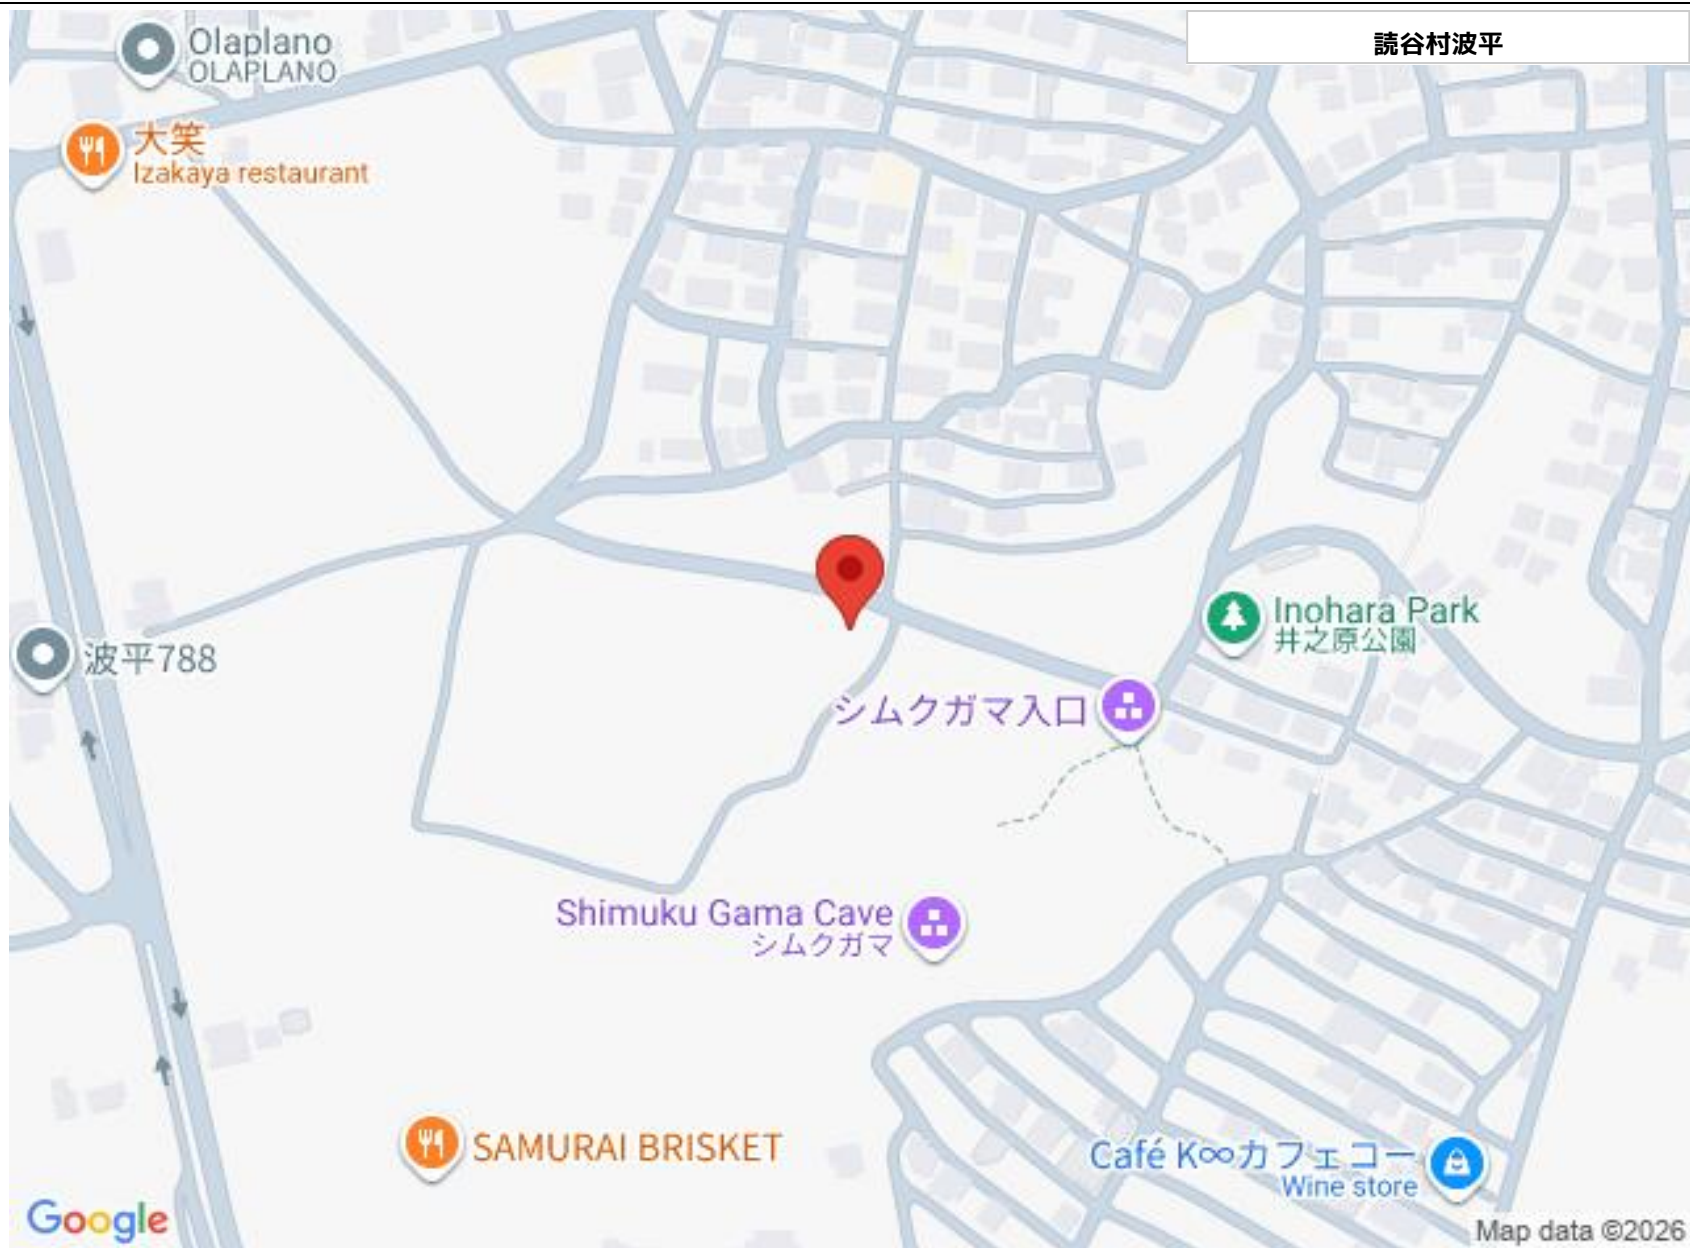 読谷村波平
Olaplano
OLAPLANO
大笑
Izakaya restaurant
波平788
Inohara Park
井之原公園
シムクガマ入口
Shimuku Gama Cave
シムクガマ
SAMURAI BRISKET
Café K∞カフェコー
Wine store
Google
Map data ©2026